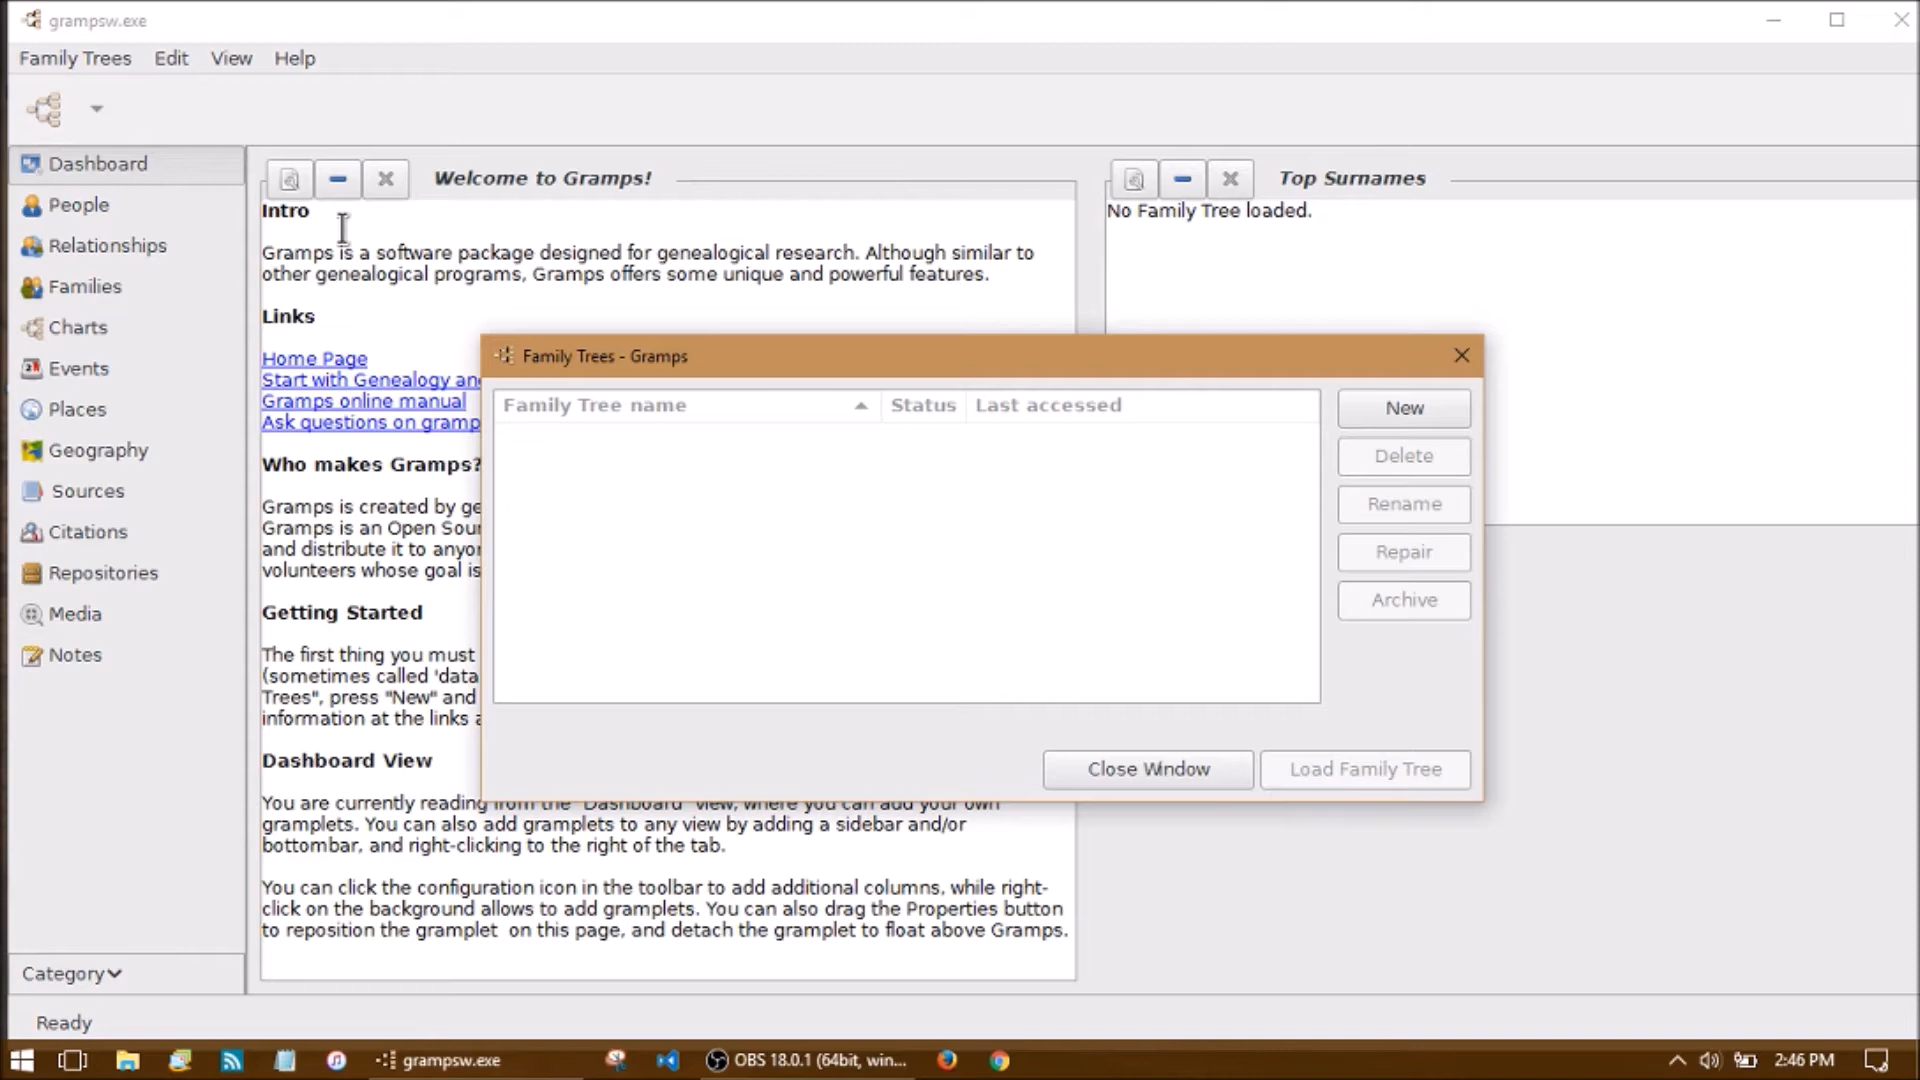 grampsw.exe
Family Trees Edit View Help
Dashboard
People
Relationships
Families
Charts
Events
Places
Geography
Sources
Citations
Repositories
Media
Notes
Category
Ready
Welcome to Gramps!
Intro
Gramps is a software package designed for genealogical research. Although similar to
other genealogical programs, Gramps offers some unique and powerful features.
Links
Home Page
Start with Genealogy an
Gramps online manual
Ask questions on gramp
Who makes Gramps?
Gramps is created by ge
Gramps is an Open Sou
and distribute it to anyo
volunteers whose goal is
Getting Started
The first thing you must
(sometimes called 'data
Trees", press "New" and
information at the links a
Dashboard View
You are currently reading from the "Dashboard" view, where you can add your own
gramplets. You can also add gramplets to any view by adding a sidebar and/or
bottombar, and right-clicking to the right of the tab.
You can click the configuration icon in the toolbar to add additional columns, while right-
click on the background allows to add gramplets. You can also drag the Properties button
to reposition the gramplet on this page, and detach the gramplet to float above Gramps.
Top Surnames
No Family Tree loaded.
Family Trees - Gramps
Family Tree name Status Last accessed
New
Delete
Rename
Repair
Archive
Close Window Load Family Tree
grampsw.exe OBS 18.0.1 (64bit, win... 2:46 PM